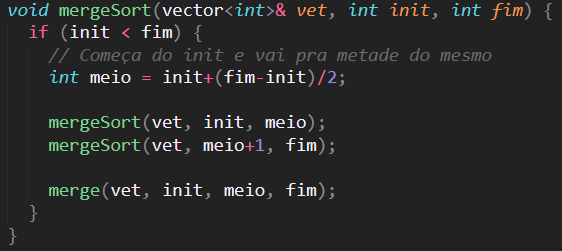 void mergeSort(vector<int>& vet, int init, int fim) {
  if (init < fim) {
    // Começa do init e vai pra metade do mesmo
    int meio = init+(fim-init)/2;

    mergeSort(vet, init, meio);
    mergeSort(vet, meio+1, fim);

    merge(vet, init, meio, fim);
  }
}